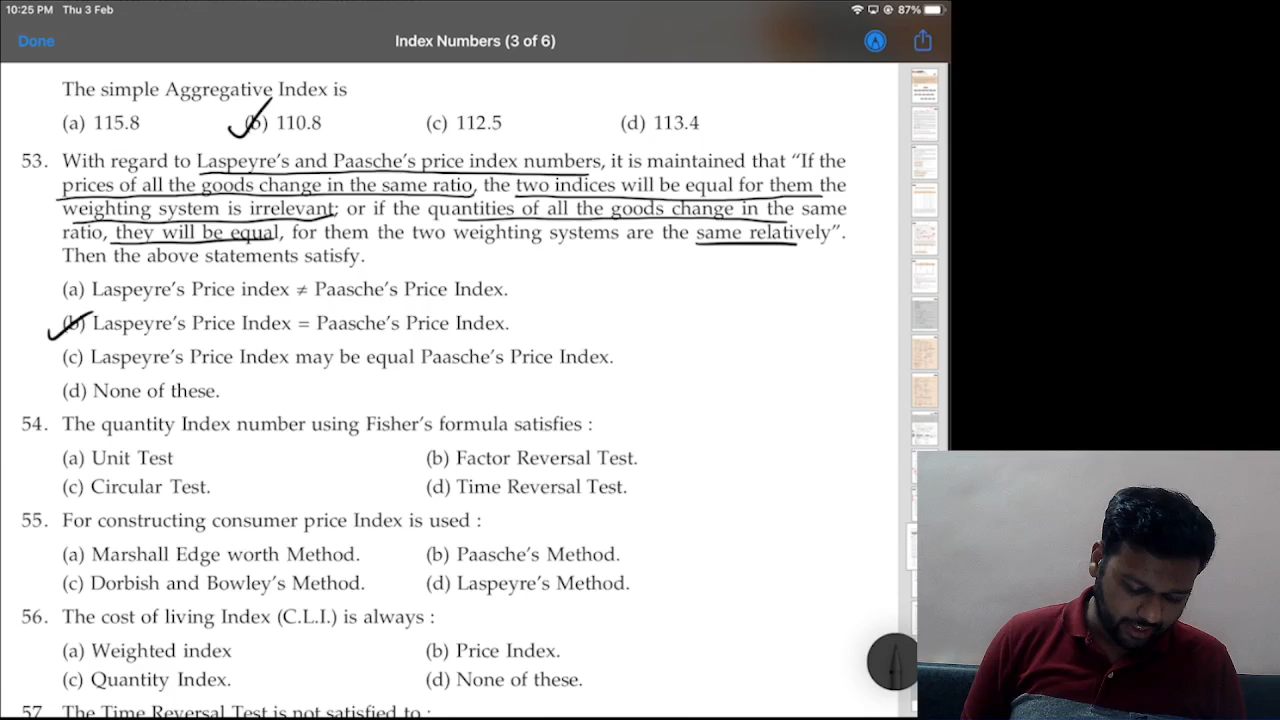 10:25 PM Thu 3 Feb 87%
Done Index Numbers (3 of 6)
The simple Aggregative Index is
(a) 115.8 (b) 110.8 (c) 112.5 (d) 113.4
53. With regard to Laspeyre's and Paasche's price index numbers, it is maintained that “If the
prices of all the goods change in the same ratio, the two indices will be equal for them the
weighting system is irrelevant; or if the quantities of all the goods change in the same
ratio, they will be equal, for them the two weighting systems are the same relatively”.
Then the above statements satisfy.
(a) Laspeyre's Price index ≠ Paasche's Price Index.
(b) Laspeyre's Price Index = Paasche's Price Index.
(c) Laspeyre's Price Index may be equal Paasche's Price Index.
(d) None of these.
54. The quantity Index number using Fisher's formula satisfies :
(a) Unit Test (b) Factor Reversal Test.
(c) Circular Test. (d) Time Reversal Test.
55. For constructing consumer price Index is used :
(a) Marshall Edge worth Method. (b) Paasche's Method.
(c) Dorbish and Bowley's Method. (d) Laspeyre's Method.
56. The cost of living Index (C.L.I.) is always :
(a) Weighted index (b) Price Index.
(c) Quantity Index. (d) None of these.
57. The Time Reversal Test is not satisfied to :